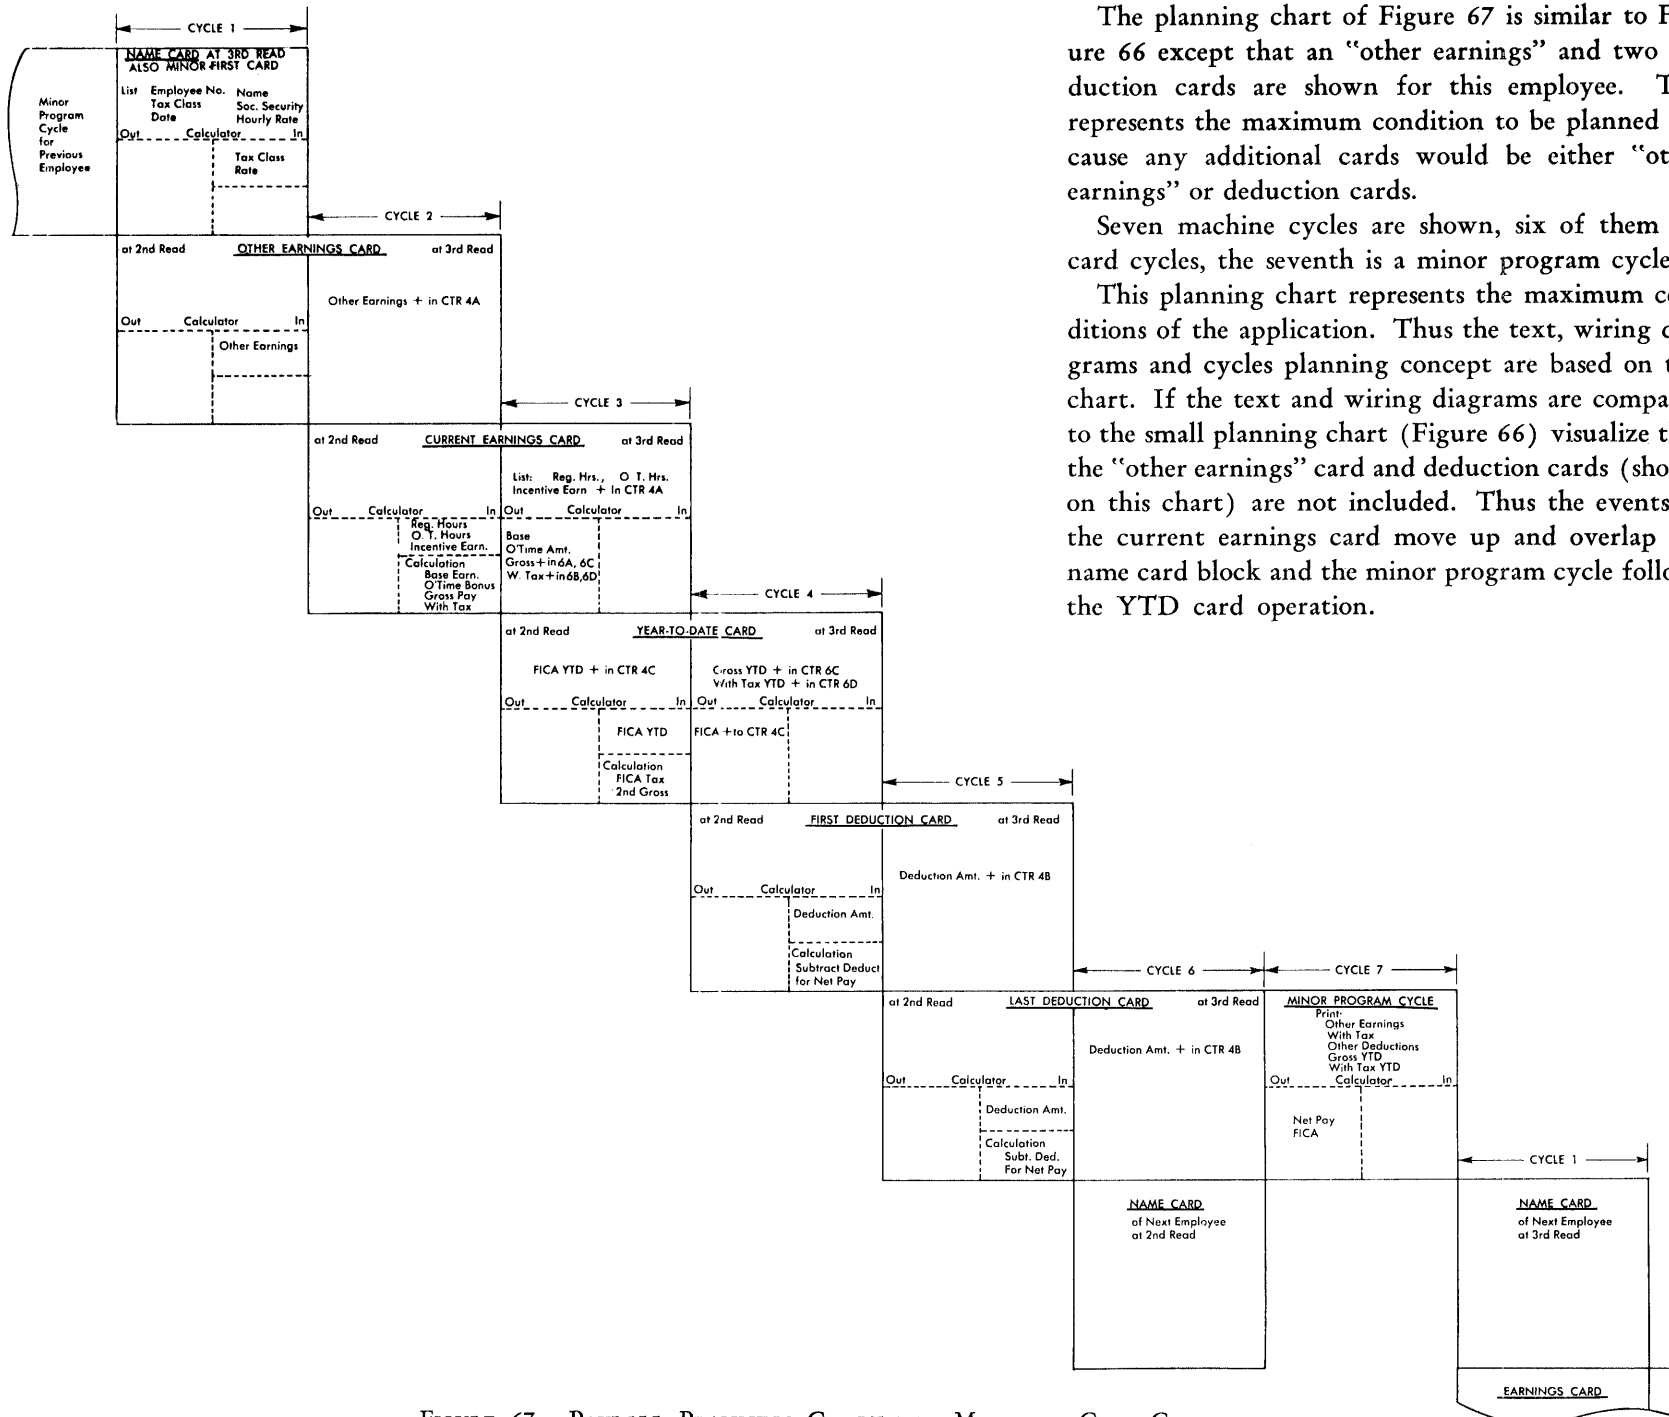 CYCLE 1
NAME CARD AT 3RD READ
ALSO MINOR FIRST CARD
Minor
Program
Cycle
for
Previous
Employee
List Employee No. Name
Tax Class Soc. Security
Date Hourly Rate
Out Calculator In
Tax Class
Rate
CYCLE 2
at 2nd Read OTHER EARNINGS CARD at 3rd Read
Other Earnings + in CTR 4A
Out Calculator In
Other Earnings
CYCLE 3
at 2nd Read CURRENT EARNINGS CARD at 3rd Read
List: Reg. Hrs., O T. Hrs.
Incentive Earn + In CTR 4A
Out Calculator In Out Calculator In
Reg. Hours
O. T. Hours
Incentive Earn.
Calculation
Base Earn.
O'Time Bonus
Gross Pay
With Tax
Base
O'Time Amt.
Gross+in6A, 6C
W. Tax+in6B,6D
CYCLE 4
at 2nd Read YEAR-TO-DATE CARD at 3rd Read
FICA YTD + in CTR 4C
Gross YTD + in CTR 6C
With Tax YTD + in CTR 6D
Out Calculator In Out Calculator In
FICA YTD
FICA +to CTR 4C
Calculation
FICA Tax
2nd Gross
CYCLE 5
at 2nd Read FIRST DEDUCTION CARD at 3rd Read
Deduction Amt. + in CTR 4B
Out Calculator In
Deduction Amt.
Calculation
Subtract Deduct
for Net Pay
CYCLE 6
at 2nd Read LAST DEDUCTION CARD at 3rd Read
Deduction Amt. + in CTR 4B
Out Calculator In
Deduction Amt.
Calculation
Subt. Ded.
For Net Pay
CYCLE 7
MINOR PROGRAM CYCLE
Print:
Other Earnings
With Tax
Other Deductions
Gross YTD
With Tax YTD
Out Calculator In
Net Pay
FICA
NAME CARD
of Next Employee
at 2nd Read
CYCLE 1
NAME CARD
of Next Employee
at 3rd Read
EARNINGS CARD
The planning chart of Figure 67 is similar to F
ure 66 except that an "other earnings" and two
duction cards are shown for this employee. T
represents the maximum condition to be planned
cause any additional cards would be either "ot
earnings" or deduction cards.
Seven machine cycles are shown, six of them
card cycles, the seventh is a minor program cycle
This planning chart represents the maximum co
ditions of the application. Thus the text, wiring d
grams and cycles planning concept are based on t
chart. If the text and wiring diagrams are compa
to the small planning chart (Figure 66) visualize t
the "other earnings" card and deduction cards (sho
on this chart) are not included. Thus the events
the current earnings card move up and overlap
name card block and the minor program cycle follo
the YTD card operation.